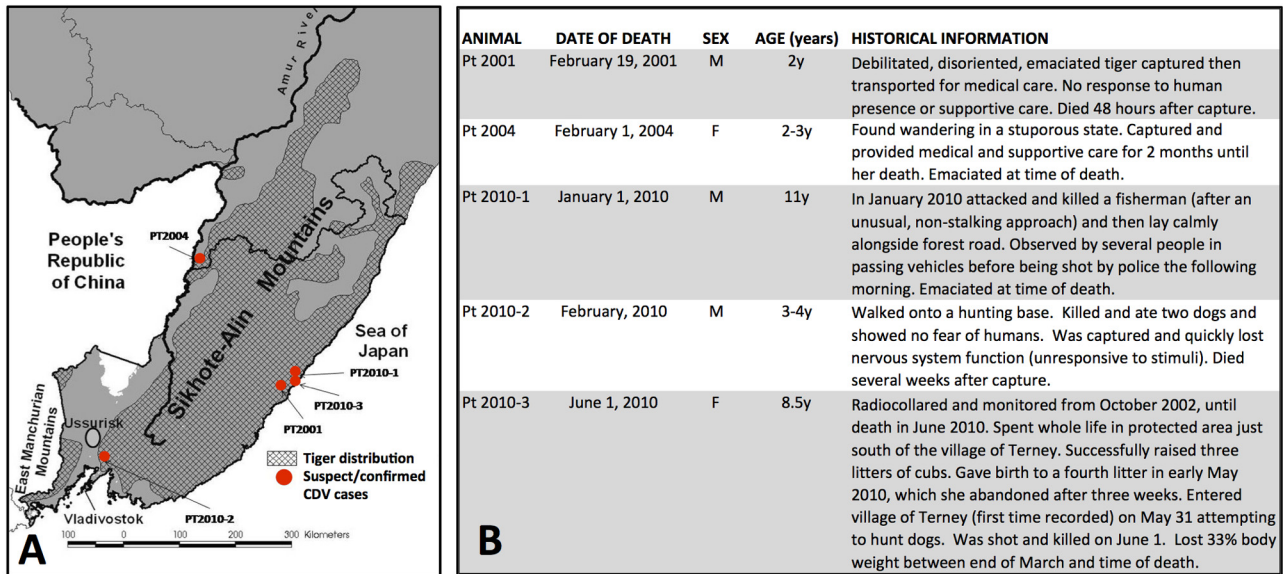 Amur River
People's
Republic
of China
PT2004
Sikhote-Alin Mountains
Sea of
Japan
PT2010-1
PT2010-3
PT2001
East Manchurian
Mountains
Ussurisk
Vladivostok
PT2010-2
Tiger distribution
Suspect/confirmed
CDV cases
100 0 100 200 300 Kilometers
A
ANIMAL DATE OF DEATH SEX AGE (years) HISTORICAL INFORMATION
Pt 2001 February 19, 2001 M 2y Debilitated, disoriented, emaciated tiger captured then
transported for medical care. No response to human
presence or supportive care. Died 48 hours after capture.
Pt 2004 February 1, 2004 F 2-3y Found wandering in a stuporous state. Captured and
provided medical and supportive care for 2 months until
her death. Emaciated at time of death.
Pt 2010-1 January 1, 2010 M 11y In January 2010 attacked and killed a fisherman (after an
unusual, non-stalking approach) and then lay calmly
alongside forest road. Observed by several people in
passing vehicles before being shot by police the following
morning. Emaciated at time of death.
Pt 2010-2 February, 2010 M 3-4y Walked onto a hunting base. Killed and ate two dogs and
showed no fear of humans. Was captured and quickly lost
nervous system function (unresponsive to stimuli). Died
several weeks after capture.
Pt 2010-3 June 1, 2010 F 8.5y Radiocollared and monitored from October 2002, until
death in June 2010. Spent whole life in protected area just
south of the village of Terney. Successfully raised three
litters of cubs. Gave birth to a fourth litter in early May
2010, which she abandoned after three weeks. Entered
village of Terney (first time recorded) on May 31 attempting
to hunt dogs. Was shot and killed on June 1. Lost 33% body
weight between end of March and time of death.
B